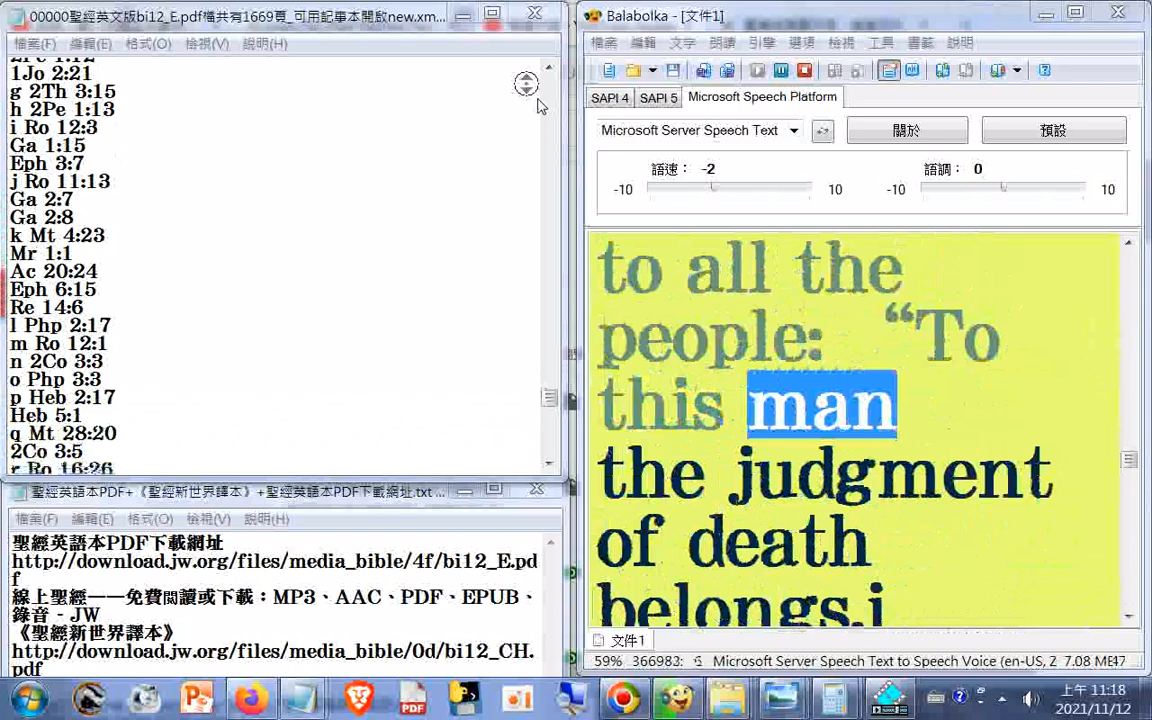 00000聖經英文版bi12_E.pdf檔共有1669頁_可用記事本開啟new.xm...
檔案(F) 編輯(E) 格式(O) 檢視(V) 說明(H)
1Jo 2:21
g 2Th 3:15
h 2Pe 1:13
i Ro 12:3
Ga 1:15
Eph 3:7
j Ro 11:13
Ga 2:7
Ga 2:8
k Mt 4:23
Mr 1:1
Ac 20:24
Eph 6:15
Re 14:6
l Php 2:17
m Ro 12:1
n 2Co 3:3
o Php 3:3
p Heb 2:17
Heb 5:1
q Mt 28:20
2Co 3:5
r Ro 16:26
聖經英語本PDF+《聖經新世界譯本》+聖經英語本PDF下載網址.txt ...
檔案(F) 編輯(E) 格式(O) 檢視(V) 說明(H)
聖經英語本PDF下載網址
http://download.jw.org/files/media_bible/4f/bi12_E.pd
f
線上聖經——免費閱讀或下載：MP3、AAC、PDF、EPUB、
錄音 - JW
《聖經新世界譯本》
http://download.jw.org/files/media_bible/0d/bi12_CH.
pdf
Balabolka - [文件1]
檔案 編輯 文字 朗讀 引擎 選項 檢視 工具 書籤 說明
SAPI 4 SAPI 5 Microsoft Speech Platform
Microsoft Server Speech Text 關於 預設
語速： -2 語調： 0
-10 10 -10 10
to all the
people: “To
this man
the judgment
of death
belongs,i
文件1
59% 366983: Microsoft Server Speech Text to Speech Voice (en-US, 2 7.08 ME47
上午 11:18
2021/11/12